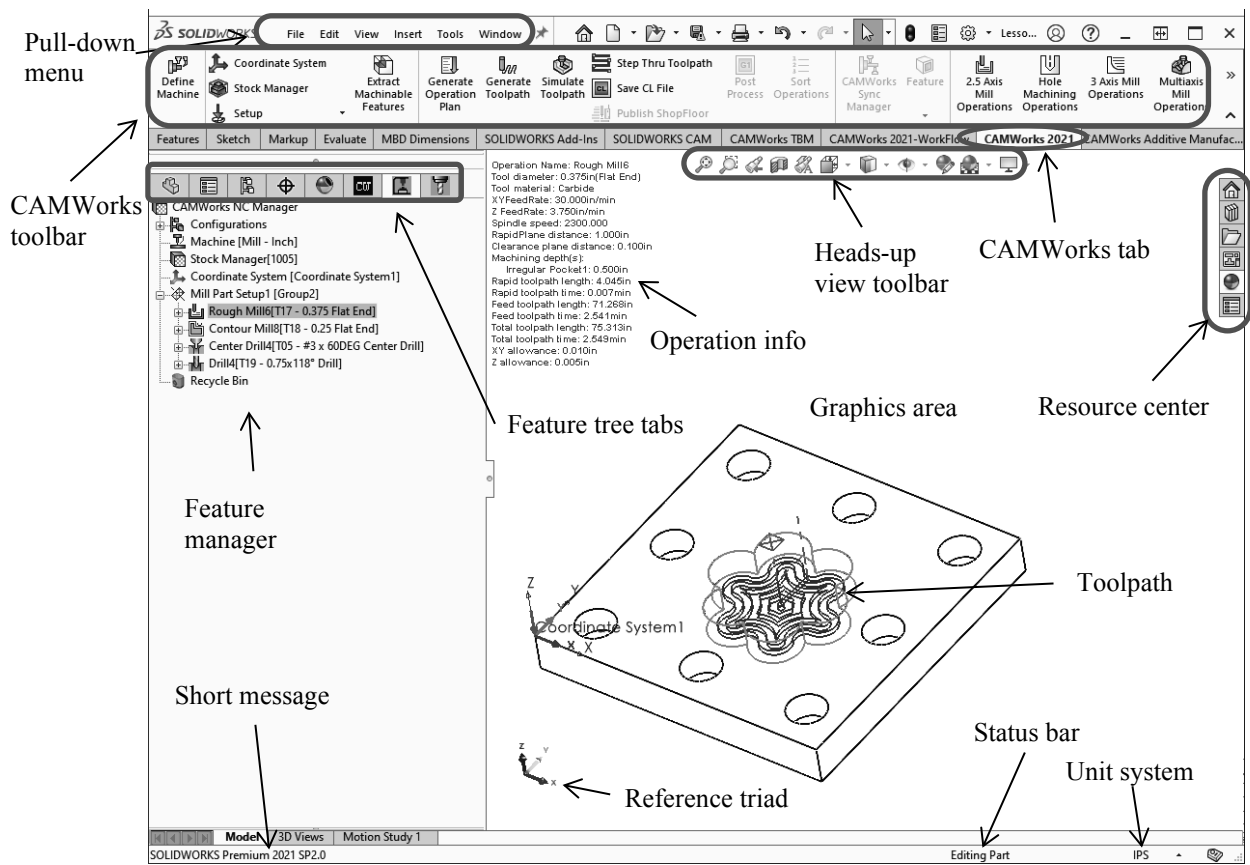 Pull-down
menu
SOLIDWORKS File Edit View Insert Tools Window Lesso...
Define
Machine
Coordinate System
Stock Manager
Setup
Extract
Machinable
Features
Generate
Operation
Plan
Generate
Toolpath
Simulate
Toolpath
Step Thru Toolpath
Save CL File
Publish ShopFloor
G1
Post
Process
Sort
Operations
CAMWorks
Sync
Manager
Feature
2.5 Axis
Mill
Operations
Hole
Machining
Operations
3 Axis Mill
Operations
Multiaxis
Mill
Operation
Features Sketch Markup Evaluate MBD Dimensions SOLIDWORKS Add-Ins SOLIDWORKS CAM CAMWorks TBM CAMWorks 2021-WorkFlow CAMWorks 2021 CAMWorks Additive Manufac...
CAMWorks
toolbar
CAMWorks NC Manager
Configurations
Machine [Mill - Inch]
Stock Manager[1005]
Coordinate System [Coordinate System1]
Mill Part Setup1 [Group2]
Rough Mill6[T17 - 0.375 Flat End]
Contour Mill8[T18 - 0.25 Flat End]
Center Drill4[T05 - #3 x 60DEG Center Drill]
Drill4[T19 - 0.75x118° Drill]
Recycle Bin
Operation Name: Rough Mill6
Tool diameter: 0.375in(Flat End)
Tool material: Carbide
XYFeedRate: 30.000in/min
Z FeedRate: 3.750in/min
Spindle speed: 2300.000
RapidPlane distance: 1.000in
Clearance plane distance: 0.100in
Machining depth(s):
Irregular Pocket1: 0.500in
Rapid toolpath length: 4.045in
Rapid toolpath time: 0.007min
Feed toolpath length: 71.268in
Feed toolpath time: 2.541min
Total toolpath length: 75.313in
Total toolpath time: 2.549min
XY allowance: 0.010in
Z allowance: 0.005in
Heads-up
view toolbar
CAMWorks tab
Operation info
Feature tree tabs
Graphics area
Resource center
Feature
manager
Toolpath
Z
Y
Coordinate System1
X X
Short message
Z
Y
X
Reference triad
Status bar
Unit system
Model 3D Views Motion Study 1
SOLIDWORKS Premium 2021 SP2.0 Editing Part IPS